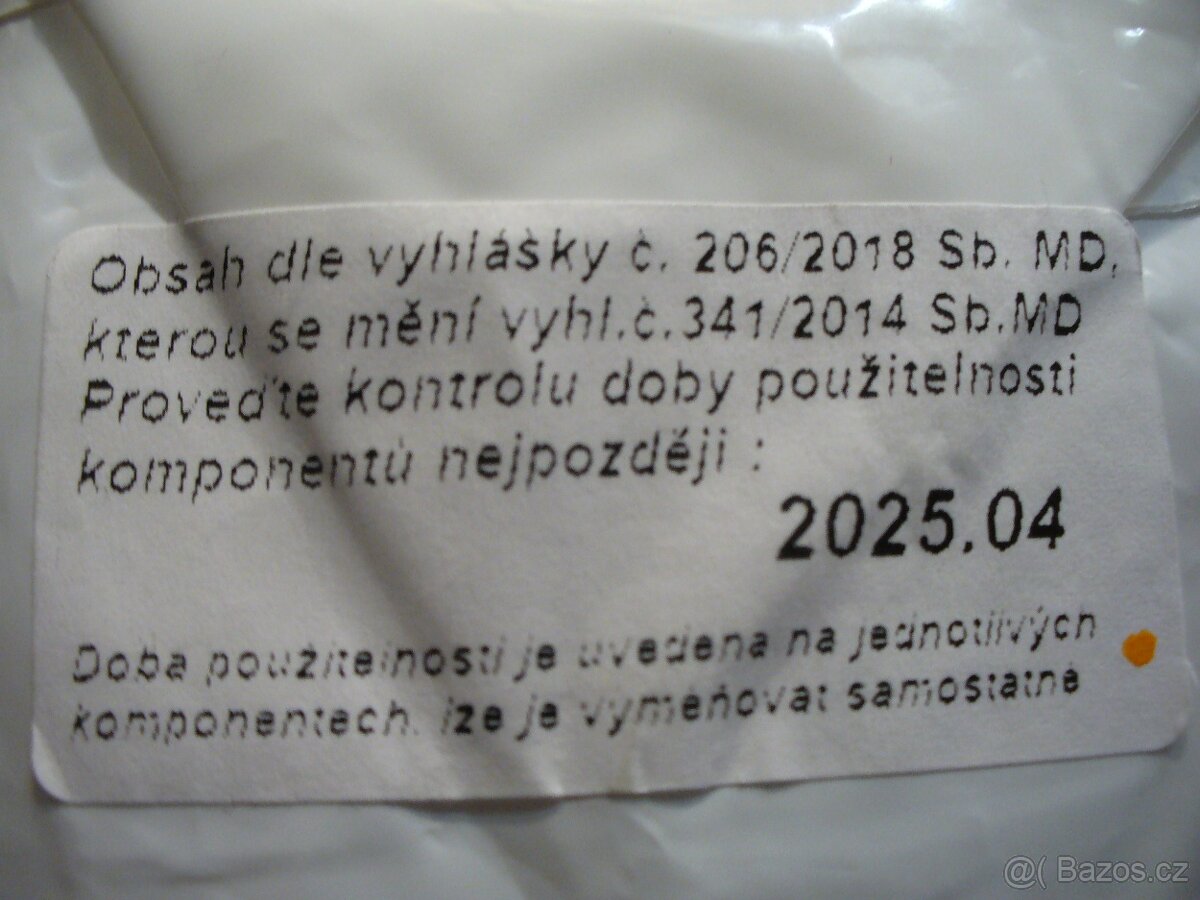 Obsah dle vyhlášky č. 206/2018 Sb. MD,
kterou se mění vyhl.č.341/2014 Sb.MD
Proveďte kontrolu doby použitelnosti
komponentů nejpozději :
2025.04
Doba použitelnosti je uvedena na jednotlivých
komponentech, lze je vyměňovat samostatně
@( Bazos.cz